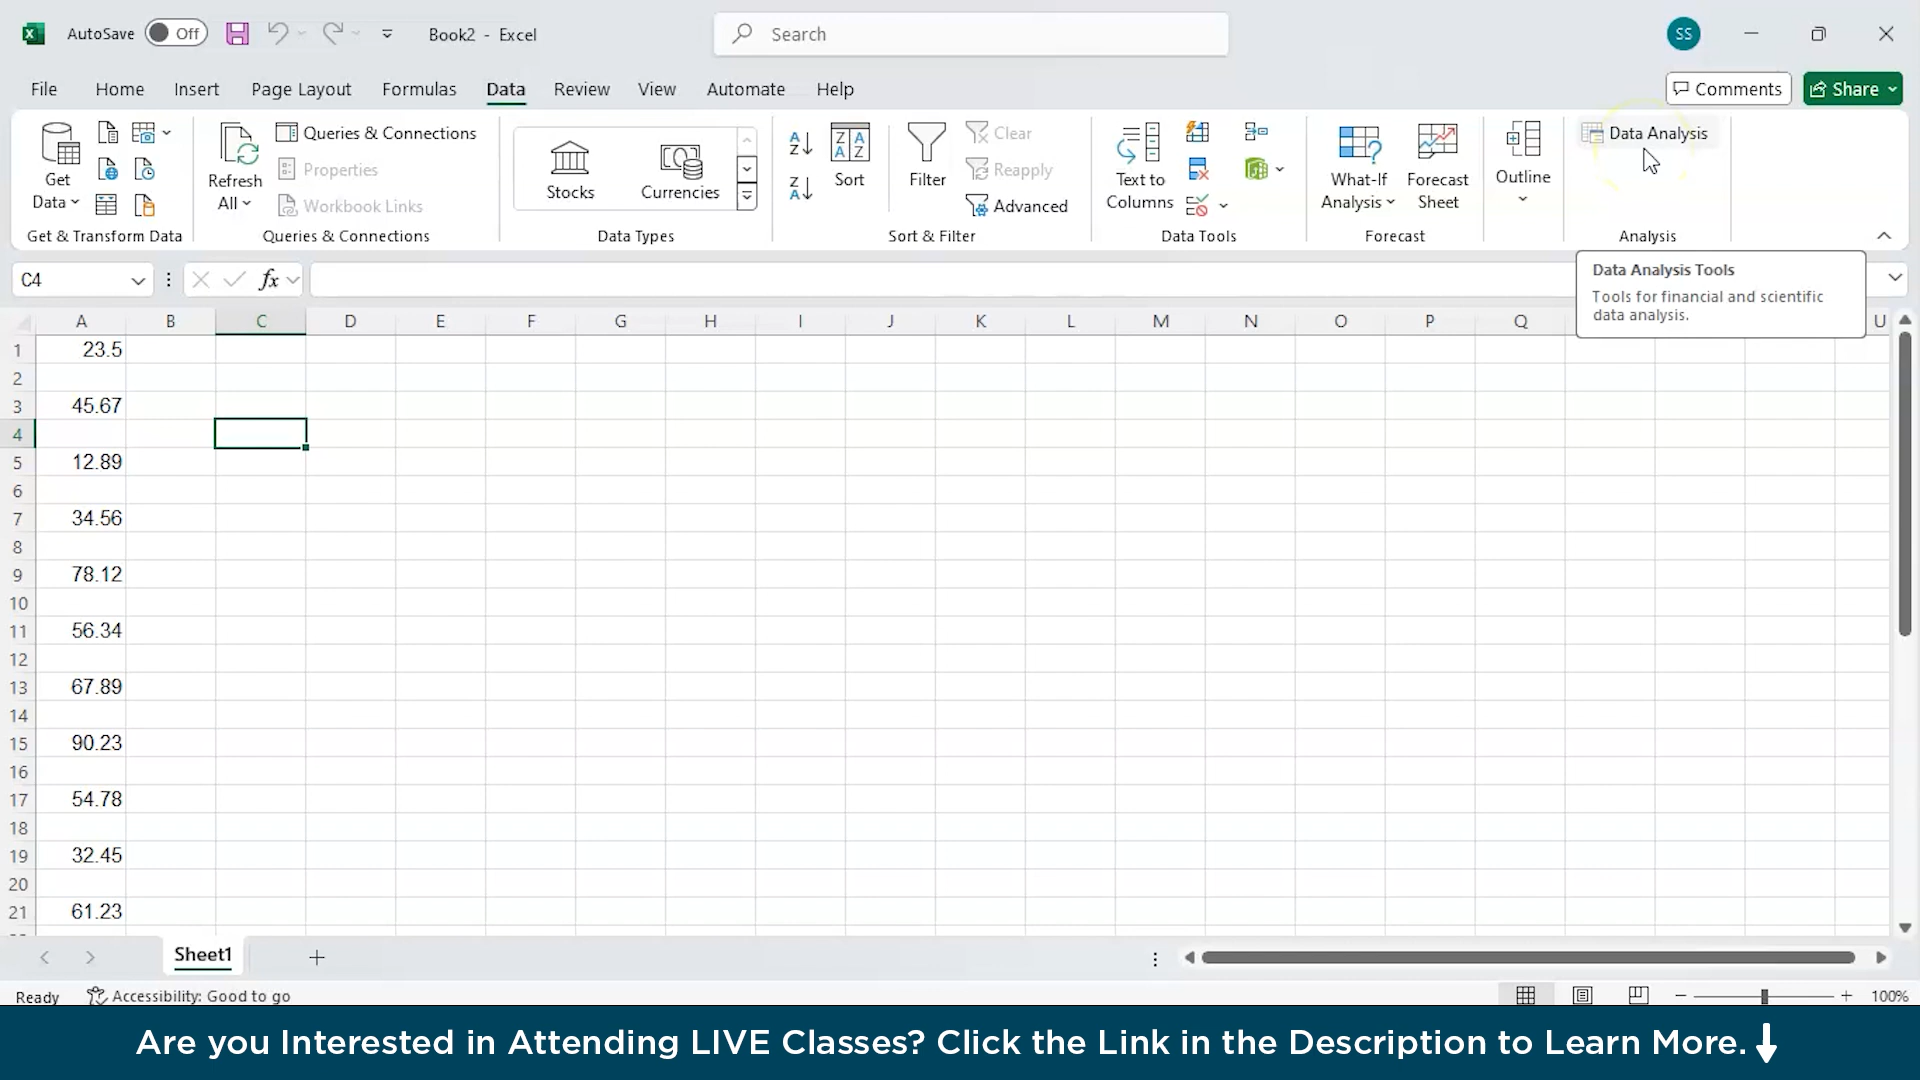 AutoSave Off Book2 - Excel Search SS
File Home Insert Page Layout Formulas Data Review View Automate Help Comments Share
Get
Data
Get & Transform Data
Refresh
All
Queries & Connections
Properties
Workbook Links
Queries & Connections
Stocks Currencies
Data Types
Sort
Filter
Clear
Reapply
Advanced
Sort & Filter
Text to
Columns
Data Tools
What-If
Analysis
Forecast
Sheet
Forecast
Outline
Data Analysis
Analysis
Data Analysis Tools
Tools for financial and scientific
data analysis.
C4 fx
A B C D E F G H I J K L M N O P Q U
1 23.5
2
3 45.67
4
5 12.89
6
7 34.56
8
9 78.12
10
11 56.34
12
13 67.89
14
15 90.23
16
17 54.78
18
19 32.45
20
21 61.23
Sheet1
Ready Accessibility: Good to go 100%
Are you Interested in Attending LIVE Classes? Click the Link in the Description to Learn More.